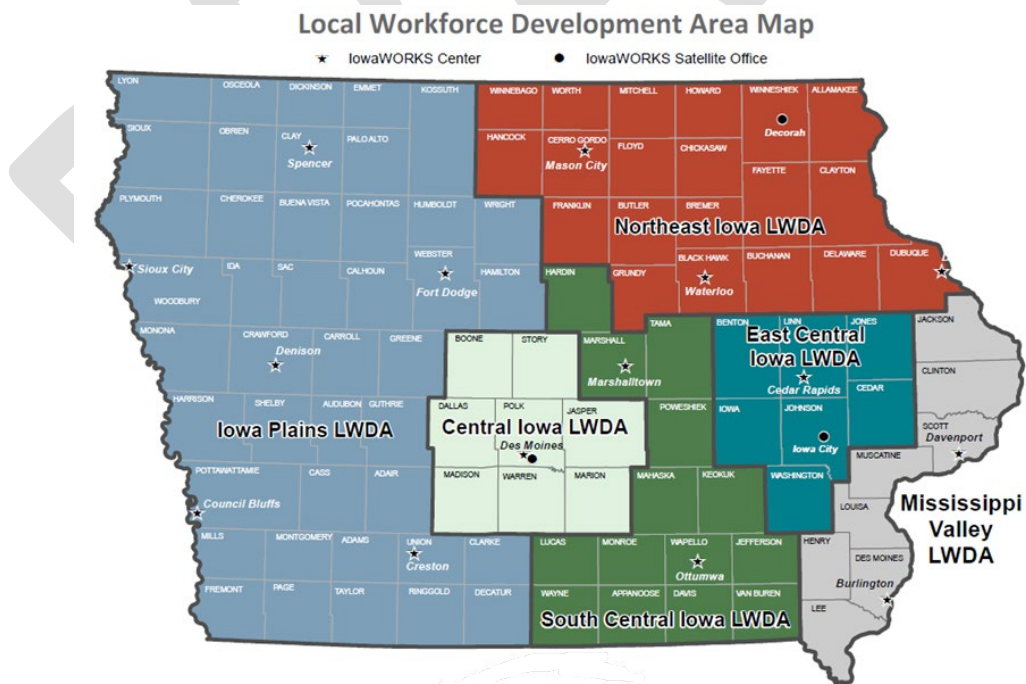 Local Workforce Development Area Map
IowaWORKS Center
IowaWORKS Satellite Office
LYON
OSCEOLA
DICKINSON
EMMET
KOSSUTH
WINNEBAGO
WORTH
MITCHELL
HOWARD
WINNESHIEK
ALLAMAKEE
SIOUX
OBRIEN
CLAY
Spencer
PALO ALTO
HANCOCK
CERRO GORDO
Mason City
FLOYD
CHICKASAW
Decorah
FAYETTE
CLAYTON
PLYMOUTH
CHEROKEE
BUENA VISTA
POCAHONTAS
HUMBOLDT
WRIGHT
FRANKLIN
BUTLER
BREMER
Northeast Iowa LWDA
Sioux City
WOODBURY
IDA
SAC
CALHOUN
WEBSTER
Fort Dodge
HAMILTON
HARDIN
GRUNDY
BLACK HAWK
Waterloo
BUCHANAN
DELAWARE
DUBUQUE
MONONA
CRAWFORD
Denison
CARROLL
GREENE
BOONE
STORY
MARSHALL
Marshalltown
TAMA
BENTON
LINN
JONES
East Central
Iowa LWDA
Cedar Rapids
JACKSON
CLINTON
CEDAR
HARRISON
SHELBY
AUDUBON
GUTHRIE
Iowa Plains LWDA
DALLAS
POLK
JASPER
Central Iowa LWDA
Des Moines
POWESHIEK
IOWA
JOHNSON
Iowa City
SCOTT
Davenport
MUSCATINE
POTTAWATTAMIE
Council Bluffs
CASS
ADAIR
MADISON
WARREN
MARION
MAHASKA
KEOKUK
WASHINGTON
LOUISA
Mississippi
Valley
LWDA
MILLS
MONTGOMERY
ADAMS
UNION
Creston
CLARKE
LUCAS
MONROE
WAPELLO
Ottumwa
JEFFERSON
HENRY
DES MOINES
Burlington
FREMONT
PAGE
TAYLOR
RINGGOLD
DECATUR
WAYNE
APPANOOSE
DAVIS
VAN BUREN
South Central Iowa LWDA
LEE